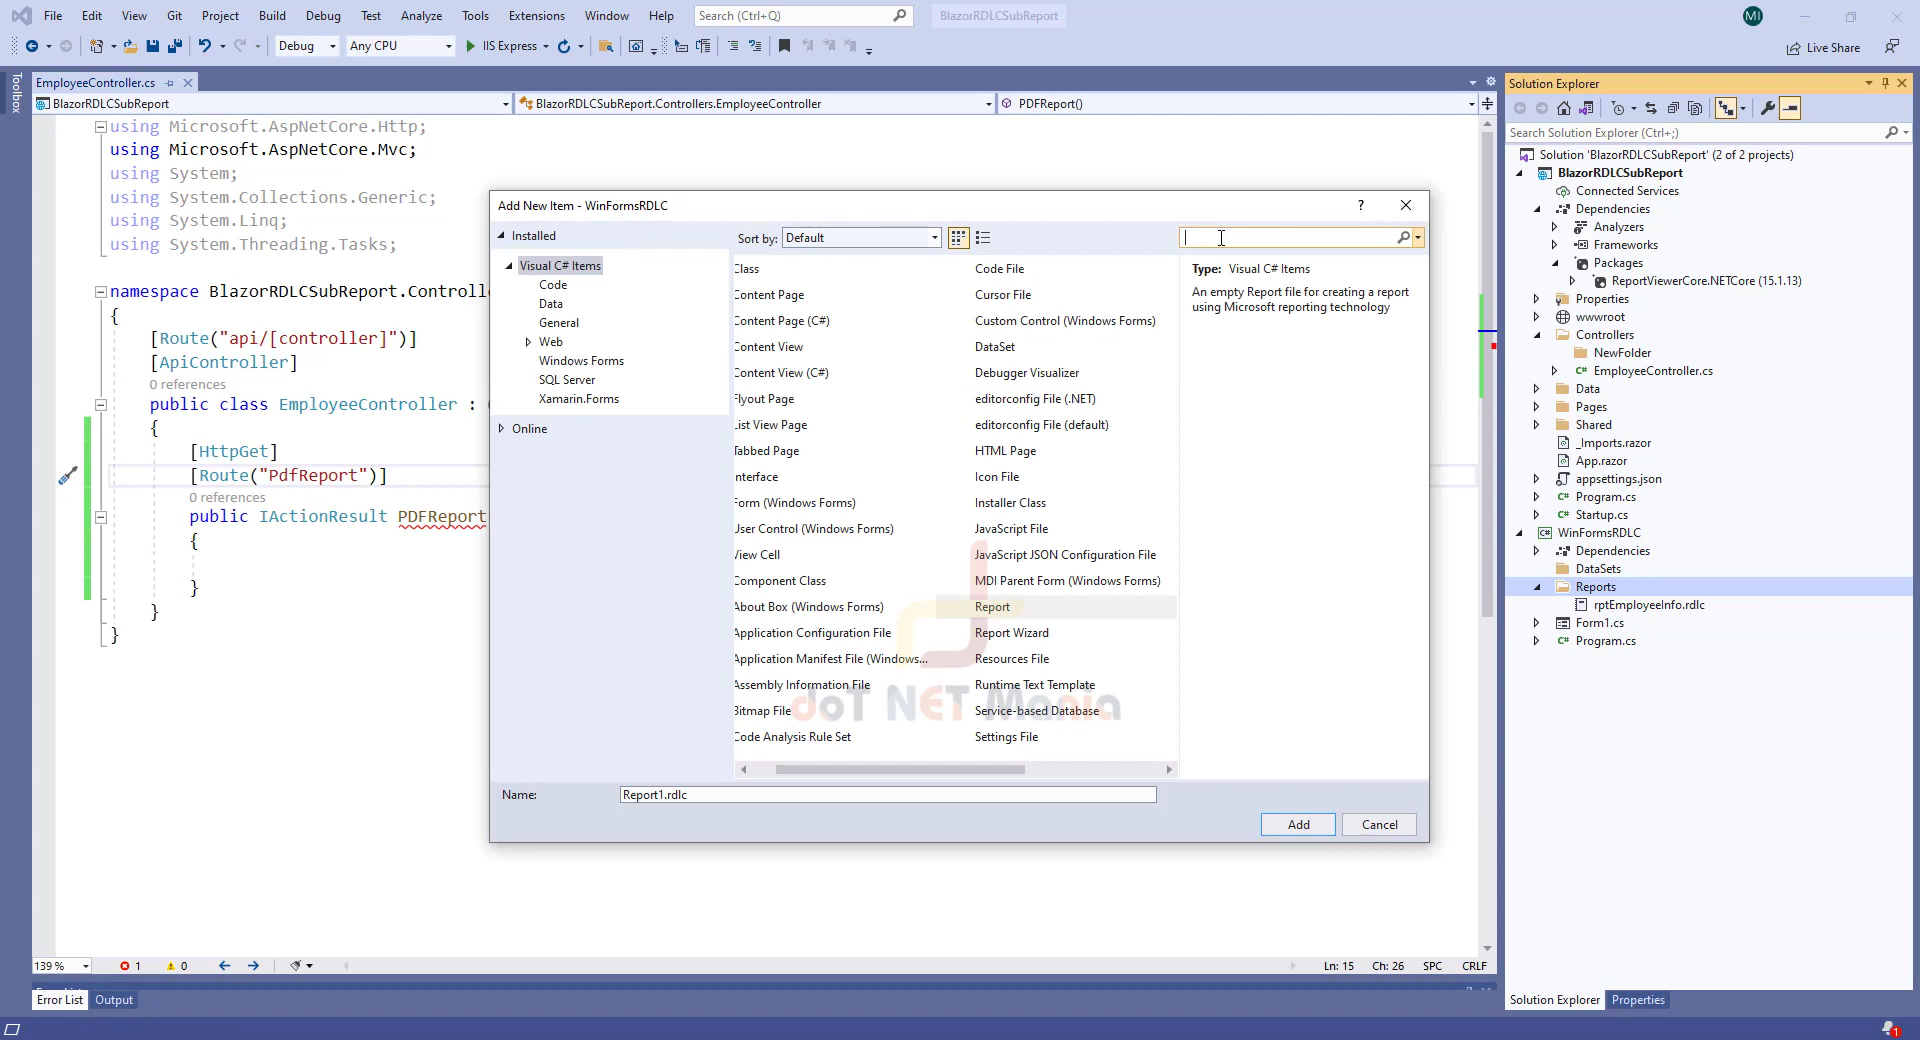 File Edit View Git Project Build Debug Test Analyze Tools Extensions Window Help Search (Ctrl+Q) BlazorRDLCSubReport MI
Debug Any CPU IIS Express Live Share
Toolbox
EmployeeController.cs
BlazorRDLCSubReport BlazorRDLCSubReport.Controllers.EmployeeController PDFReport()
using Microsoft.AspNetCore.Http;
using Microsoft.AspNetCore.Mvc;
using System;
using System.Collections.Generic;
using System.Linq;
using System.Threading.Tasks;
namespace BlazorRDLCSubReport.Controll
{
[Route("api/[controller]")]
[ApiController]
0 references
public class EmployeeController :
{
[HttpGet]
[Route("PdfReport")]
0 references
public IActionResult PDFReport
{
}
}
}
139 % 1 0 Ln: 15 Ch: 26 SPC CRLF
Error List Output
Add New Item - WinFormsRDLC ?
Installed
Sort by: Default
Visual C# Items
Code
Data
General
Web
Windows Forms
SQL Server
Xamarin.Forms
Online
Class
Content Page
Content Page (C#)
Content View
Content View (C#)
Flyout Page
List View Page
Tabbed Page
Interface
Form (Windows Forms)
User Control (Windows Forms)
View Cell
Component Class
About Box (Windows Forms)
Application Configuration File
Application Manifest File (Windows...
Assembly Information File
Bitmap File
Code Analysis Rule Set
Code File
Cursor File
Custom Control (Windows Forms)
DataSet
Debugger Visualizer
editorconfig File (.NET)
editorconfig File (default)
HTML Page
Icon File
Installer Class
JavaScript File
JavaScript JSON Configuration File
MDI Parent Form (Windows Forms)
Report
Report Wizard
Resources File
Runtime Text Template
Service-based Database
Settings File
doT NET Mania
Type: Visual C# Items
An empty Report file for creating a report
using Microsoft reporting technology
Name: Report1.rdlc
Add Cancel
Solution Explorer
Search Solution Explorer (Ctrl+;)
Solution 'BlazorRDLCSubReport' (2 of 2 projects)
BlazorRDLCSubReport
Connected Services
Dependencies
Analyzers
Frameworks
Packages
ReportViewerCore.NETCore (15.1.13)
Properties
wwwroot
Controllers
NewFolder
C# EmployeeController.cs
Data
Pages
Shared
_Imports.razor
App.razor
appsettings.json
C# Program.cs
C# Startup.cs
C# WinFormsRDLC
Dependencies
DataSets
Reports
rptEmployeeInfo.rdlc
Form1.cs
C# Program.cs
Solution Explorer Properties
1